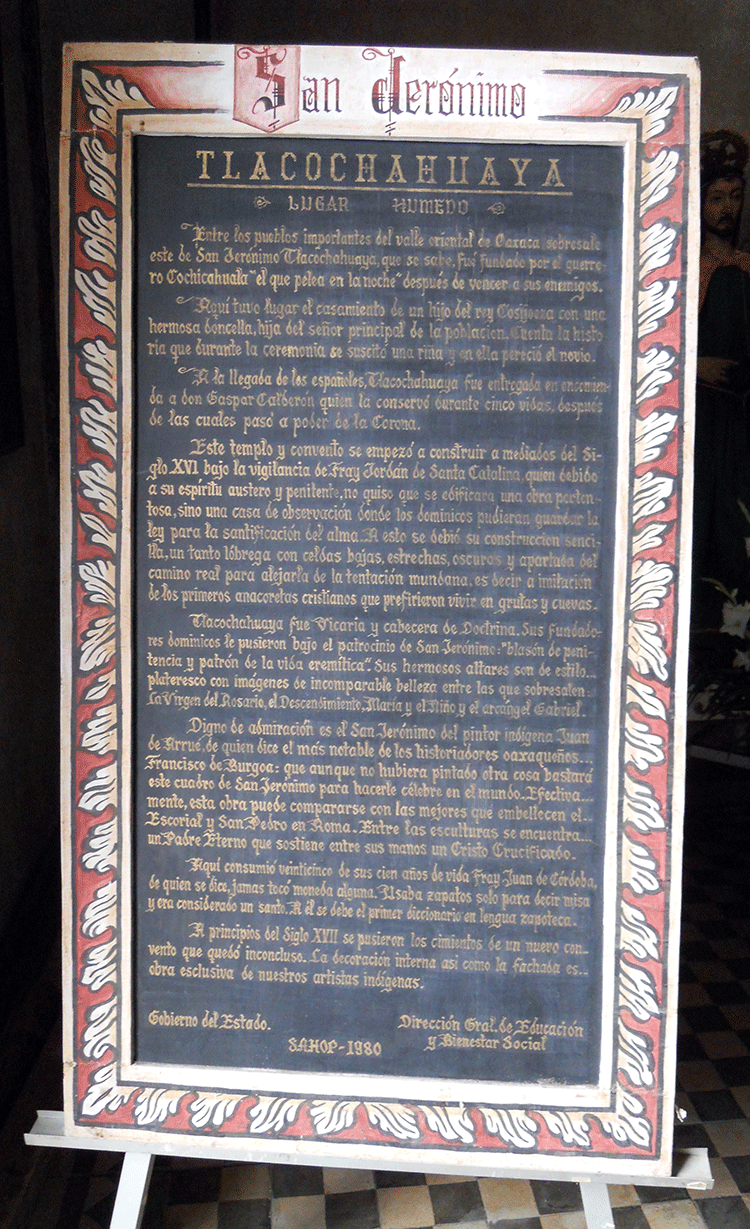 San Jerónimo
TLACOCHAHUAYA
LUGAR HUMEDO
Entre los pueblos importantes del valle oriental de Oaxaca sobresale
este de San Jerónimo Tlacochahuaya, que se sabe, fué fundado por el guerre-
ro Cochicahuala "el que pelea en la noche" después de vencer a sus enemigos.
Aquí tuvo lugar el casamiento de un hijo del rey Cosijoeza con una
hermosa doncella, hija del señor principal de la poblacion. Cuenta la histo
ria que durante la ceremonia se suscitó una riña y en ella pereció el novio.
A la llegada de los españoles, Tlacochahuaya fue entregada en encomien-
da a don Gaspar Calderon quien la conservó durante cinco vidas, después
de las cuales pasó a poder de la Corona.
Este templo y convento se empezó a construir a mediados del Si-
glo XVI bajo la vigilancia de Fray Jordán de Santa Catalina, quien debido
a su espíritu austero y penitente, no quiso que se edificara una obra porten-
tosa, sino una casa de observación donde los dominicos pudieran guardar la
ley para la santificación del alma. A esto se debió su construccion senci-
lla, un tanto lóbrega con celdas bajas, estrechas, oscuras y apartada del
camino real para alejarla de la tentación mundana, es decir a imitación
de los primeros anacoretas cristianos que prefirieron vivir en grutas y cuevas.
Tlacochahuaya fue Vicaria y cabecera de Doctrina. Sus fundado-
res dominicos le pusieron bajo el patrocinio de San Jerónimo: "blasón de peni-
tencia y patrón de la vida eremítica". Sus hermosos altares son de estilo...
plateresco con imágenes de incomparable belleza entre las que sobresalen:
La Virgen del Rosario, el Descendimiento, María y el Niño y el arcángel Gabriel.
Digno de admiración es el San Jerónimo del pintor indígena Juan
de Arrué, de quien dice el más notable de los historiadores oaxaqueños...
Francisco de Burgoa: que aunque no hubiera pintado otra cosa bastará
este cuadro de San Jerónimo para hacerle célebre en el mundo. Efectiva...
mente, esta obra puede compararse con las mejores que embellecen el...
Escorial y San Pedro en Roma. Entre las esculturas se encuentra...
un Padre Eterno que sostiene entre sus manos un Cristo Crucificado.
Aquí consumió veinticinco de sus cien años de vida Fray Juan de Córdoba,
de quien se dice, jamas tocó moneda alguna. Usaba zapatos solo para decir misa
y era considerado un santo. A él se debe el primer diccionario en lengua zapoteca.
A principios del Siglo XVII se pusieron los cimientos de un nuevo con-
vento que quedó inconcluso. La decoración interna asi como la fachada es...
obra esclusiva de nuestros artistas indígenas.
Gobierno del Estado.
Dirección Gral. de Educación
y Bienestar Social
SAHOP-1980